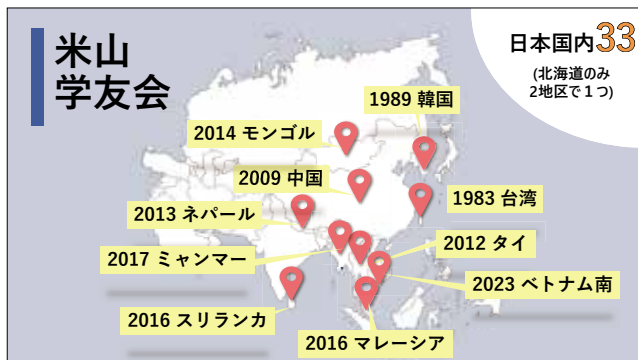 米山
学友会
日本国内33
(北海道のみ
2地区で１つ)
1989 韓国
2014 モンゴル
2009 中国
1983 台湾
2013 ネパール
2012 タイ
2017 ミャンマー
2023 ベトナム南
2016 スリランカ
2016 マレーシア